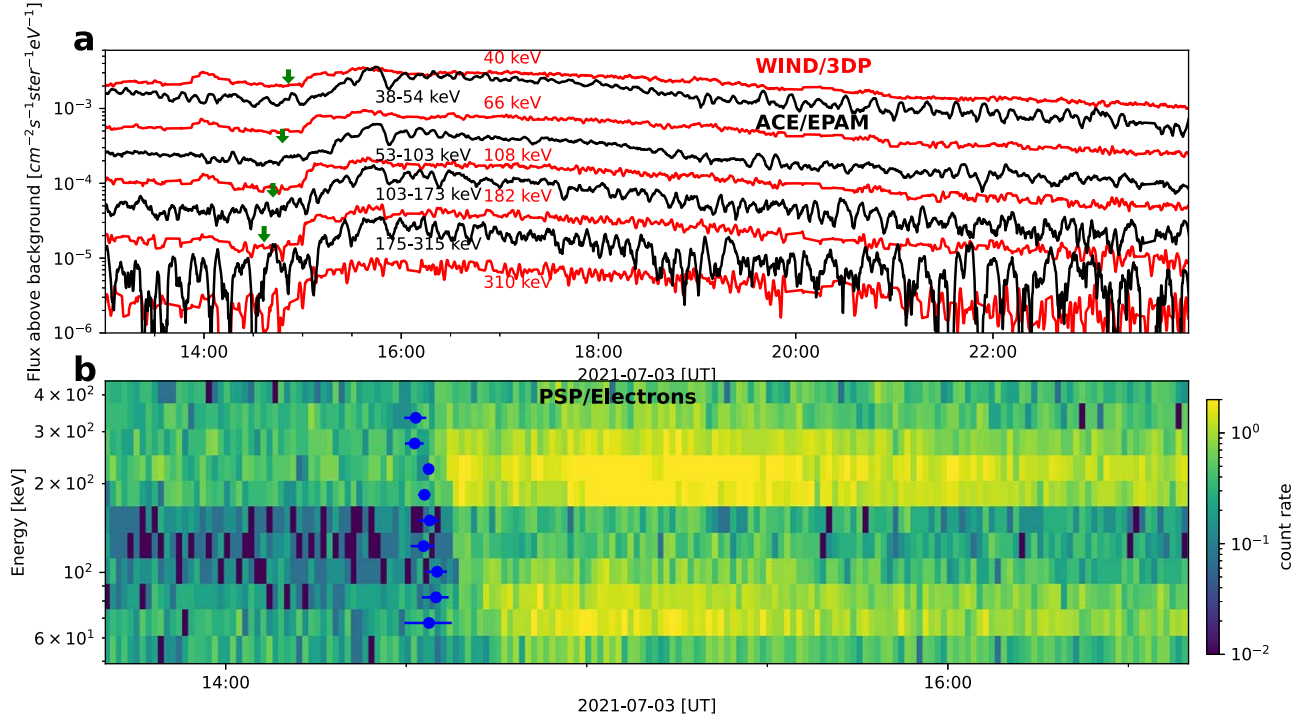 a
Flux above background [cm⁻²s⁻¹ster⁻¹eV⁻¹]
10⁻³
10⁻⁴
10⁻⁵
10⁻⁶
40 keV
WIND/3DP
38-54 keV
66 keV
ACE/EPAM
53-103 keV
108 keV
103-173 keV
182 keV
175-315 keV
310 keV
14:00
16:00
18:00
20:00
22:00
2021-07-03 [UT]
b
PSP/Electrons
Energy [keV]
4 × 10²
3 × 10²
2 × 10²
10²
6 × 10¹
14:00
16:00
2021-07-03 [UT]
10⁰
10⁻¹
10⁻²
count rate